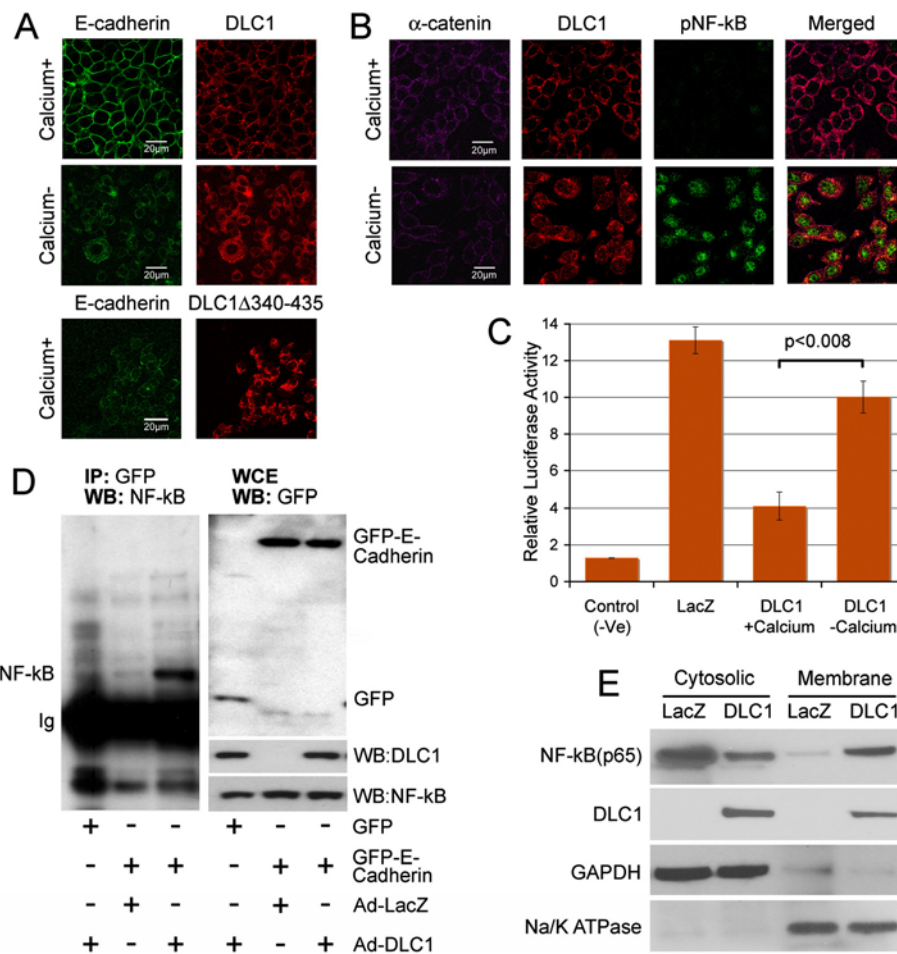 A
E-cadherin DLC1
Calcium+
20µm
Calcium-
20µm
20µm
E-cadherin DLC1Δ340-435
Calcium+
20µm
B
α-catenin DLC1 pNF-kB Merged
Calcium+
20µm
Calcium-
20µm
C
Relative Luciferase Activity
14
12
10
8
6
4
2
0
p<0.008
Control (-Ve)
LacZ
DLC1 +Calcium
DLC1 -Calcium
D
IP: GFP
WB: NF-kB
WCE
WB: GFP
GFP-E-
Cadherin
NF-kB
GFP
Ig
WB:DLC1
WB:NF-kB
+ - - + - - GFP
- + + - + + GFP-E-
Cadherin
- + - - + - Ad-LacZ
+ - + + - + Ad-DLC1
E
Cytosolic Membrane
LacZ DLC1 LacZ DLC1
NF-kB(p65)
DLC1
GAPDH
Na/K ATPase